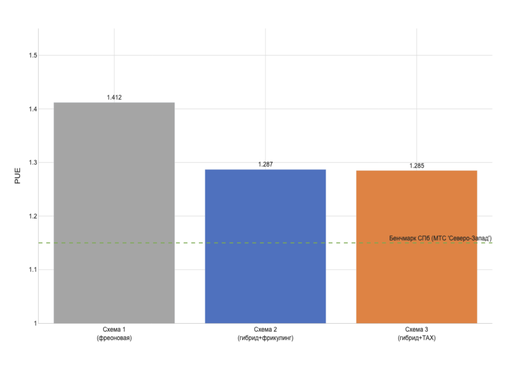 1.5
1.4
1.3
1.2
1.1
1
PUE
1.412
1.287
1.285
Бенчмарк СПб (МТС 'Северо-Запад')
Схема 1
(фреоновая)
Схема 2
(гибрид+фрикулинг)
Схема 3
(гибрид+ТАХ)